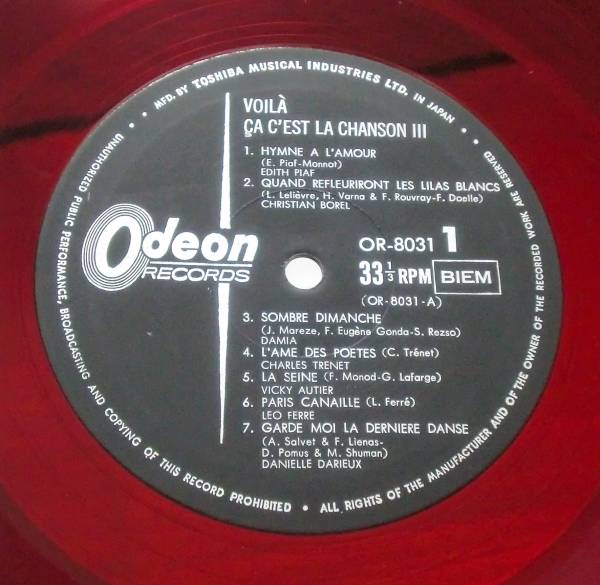 MFD. BY TOSHIBA MUSICAL INDUSTRIES LTD. IN JAPAN •
VOILÀ
ÇA C'EST LA CHANSON III
1. HYMNE A L'AMOUR
(E. Piaf-Monnot)
EDITH PIAF
2. QUAND REFLEURIRONT LES LILAS BLANCS
(L. Lelièvre, H. Varna & F. Rouvray-F. Doelle)
CHRISTIAN BOREL
Odeon
RECORDS
OR-8031 1
33 1/3 RPM BIEM
(OR-8031-A)
3. SOMBRE DIMANCHE
(J. Mareze, F. Eugène Gonda-S. Rezso)
DAMIA
4. L'AME DES POETES (C. Trénet)
CHARLES TRENET
5. LA SEINE (F. Monod-G. Lafarge)
VICKY AUTIER
6. PARIS CANAILLE (L. Ferré)
LEO FERRE
7. GARDE MOI LA DERNIERE DANSE
(A. Salvet & F. Lienas-
D. Pomus & M. Shuman)
DANIELLE DARIEUX
UNAUTHORIZED PUBLIC PERFORMANCE, BROADCASTING AND COPYING OF THIS RECORD PROHIBITED • ALL RIGHTS OF THE MANUFACTURER AND OF THE OWNER OF THE RECORDED WORK ARE RESERVED